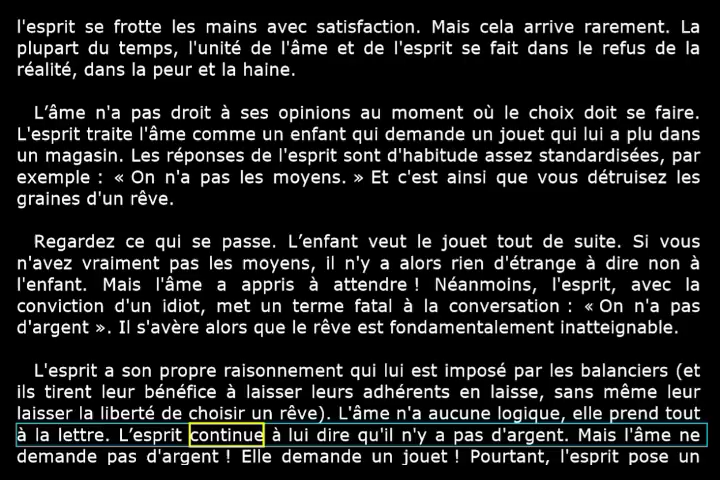 l'esprit se frotte les mains avec satisfaction. Mais cela arrive rarement. La
plupart du temps, l'unité de l'âme et de l'esprit se fait dans le refus de la
réalité, dans la peur et la haine.
L’âme n'a pas droit à ses opinions au moment où le choix doit se faire.
L'esprit traite l'âme comme un enfant qui demande un jouet qui lui a plu dans
un magasin. Les réponses de l'esprit sont d'habitude assez standardisées, par
exemple : « On n'a pas les moyens. » Et c'est ainsi que vous détruisez les
graines d'un rêve.
Regardez ce qui se passe. L’enfant veut le jouet tout de suite. Si vous
n'avez vraiment pas les moyens, il n'y a alors rien d'étrange à dire non à
l'enfant. Mais l'âme a appris à attendre ! Néanmoins, l'esprit, avec la
conviction d'un idiot, met un terme fatal à la conversation : « On n'a pas
d'argent ». Il s'avère alors que le rêve est fondamentalement inatteignable.
L'esprit a son propre raisonnement qui lui est imposé par les balanciers (et
ils tirent leur bénéfice à laisser leurs adhérents en laisse, sans même leur
laisser la liberté de choisir un rêve). L'âme n'a aucune logique, elle prend tout
à la lettre. L’esprit continue à lui dire qu'il n'y a pas d'argent. Mais l'âme ne
demande pas d'argent ! Elle demande un jouet ! Pourtant, l'esprit pose un